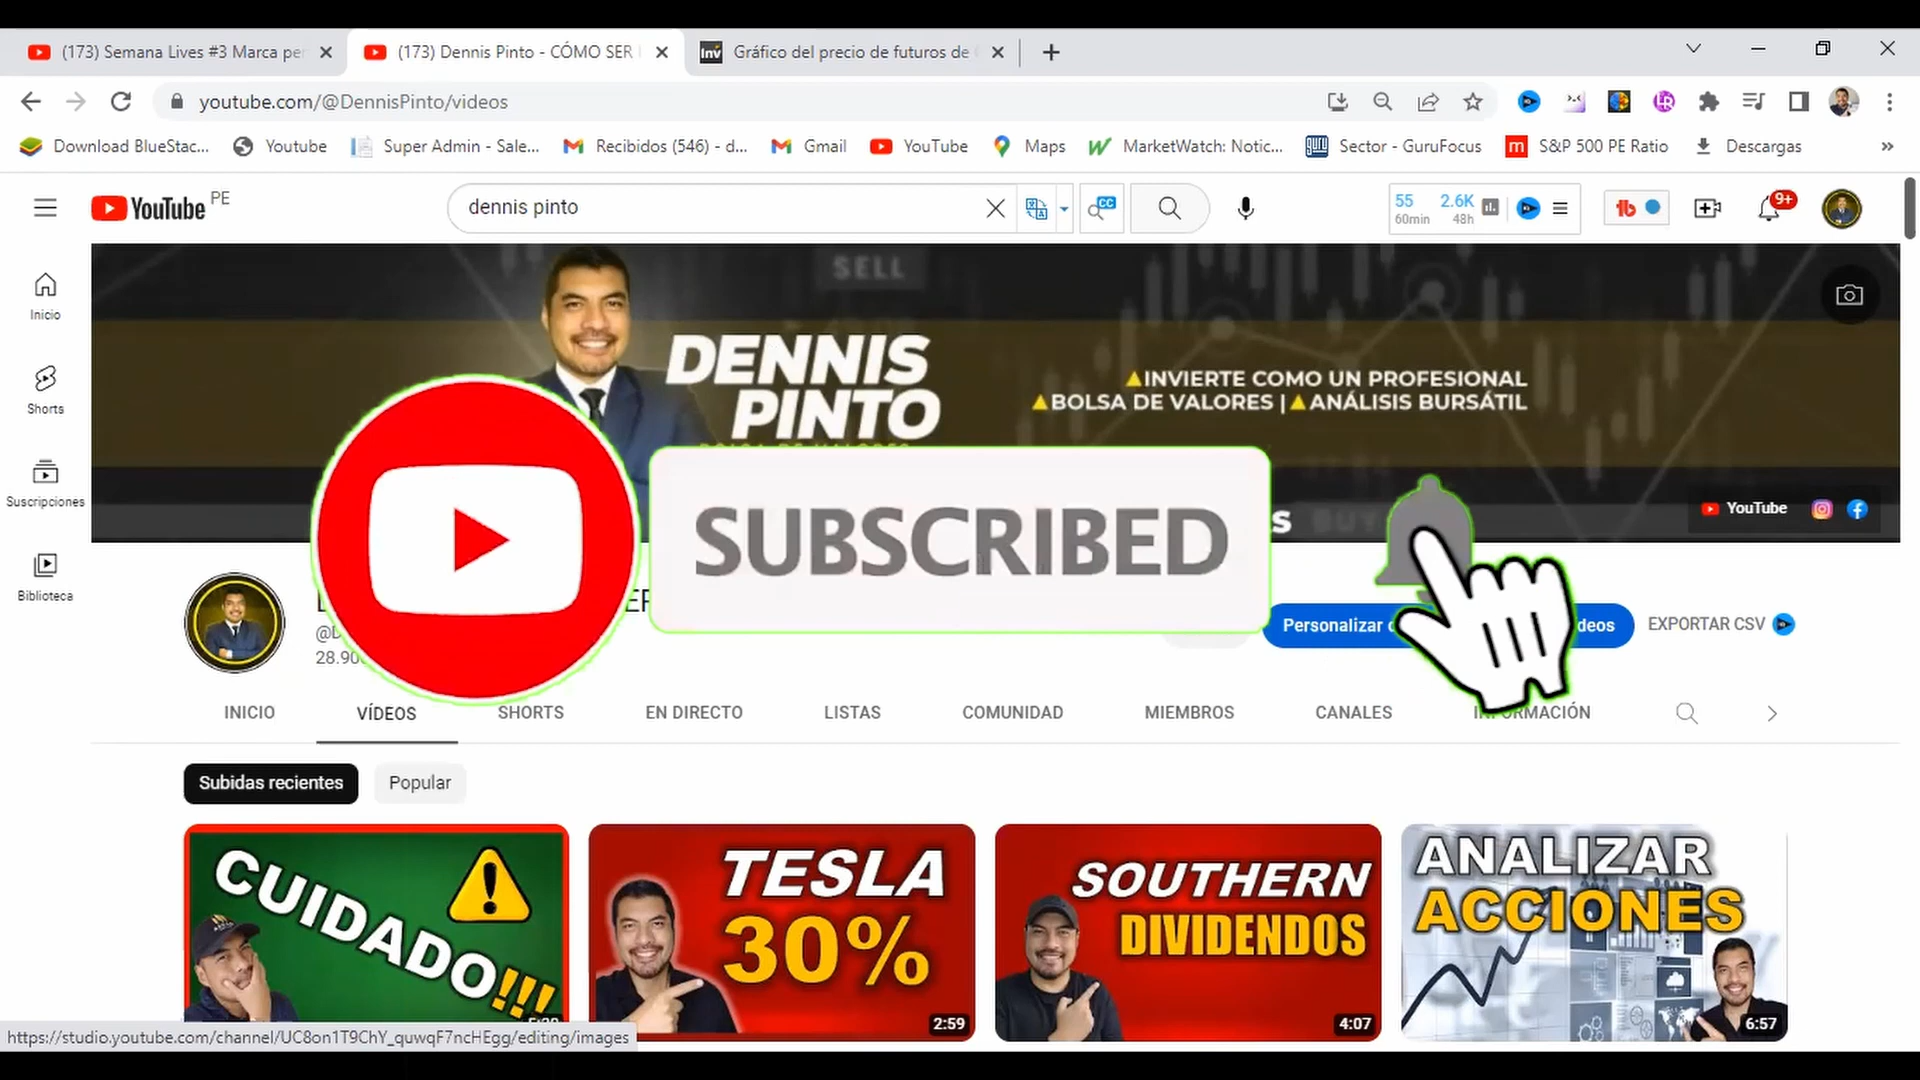 (173) Semana Lives #3 Marca per
(173) Dennis Pinto - CÓMO SER
Inv
Gráfico del precio de futuros de
youtube.com/@DennisPinto/videos
Download BlueStac...
Youtube
Super Admin - Sale...
Recibidos (546) - d...
Gmail
YouTube
Maps
MarketWatch: Notic...
Sector - GuruFocus
m
S&P 500 PE Ratio
Descargas
»
YouTube PE
dennis pinto
CC
55
60min
2.6K
48h
9+
Inicio
Shorts
Suscripciones
Biblioteca
SELL
DENNIS
PINTO
INVIERTE COMO UN PROFESIONAL
BOLSA DE VALORES | ANÁLISIS BURSÁTIL
YouTube
SUBSCRIBED
28.90
Personalizar
deos
EXPORTAR CSV
INICIO
VÍDEOS
SHORTS
EN DIRECTO
LISTAS
COMUNIDAD
MIEMBROS
CANALES
INFORMACIÓN
Subidas recientes
Popular
CUIDADO!!!
TESLA
30%
2:59
SOUTHERN
DIVIDENDOS
4:07
ANALIZAR
ACCIONES
6:57
https://studio.youtube.com/channel/UC8on1T9ChY_quwqF7ncHEgg/editing/images